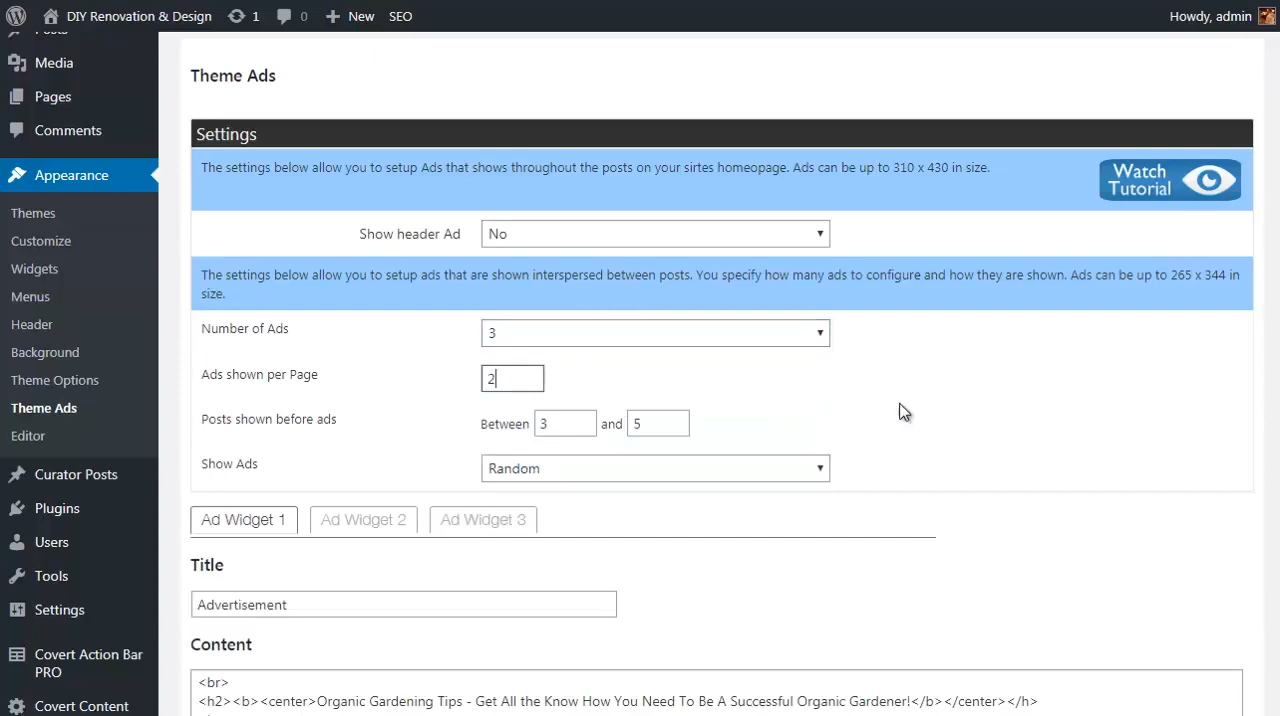 DIY Renovation & Design 1 0 New SEO Howdy, admin
Media
Pages
Comments
Appearance
Themes
Customize
Widgets
Menus
Header
Background
Theme Options
Theme Ads
Editor
Curator Posts
Plugins
Users
Tools
Settings
Covert Action Bar
PRO
Covert Content
Theme Ads
Settings
The settings below allow you to setup Ads that shows throughout the posts on your sirtes homeopage. Ads can be up to 310 x 430 in size.
Watch
Tutorial
Show header Ad No
The settings below allow you to setup ads that are shown interspersed between posts. You specify how many ads to configure and how they are shown. Ads can be up to 265 x 344 in
size.
Number of Ads 3
Ads shown per Page 2
Posts shown before ads Between 3 and 5
Show Ads Random
Ad Widget 1 Ad Widget 2 Ad Widget 3
Title
Advertisement
Content
<br>
<h2><b><center>Organic Gardening Tips - Get All the Know How You Need To Be A Successful Organic Gardener!</b></center></h>